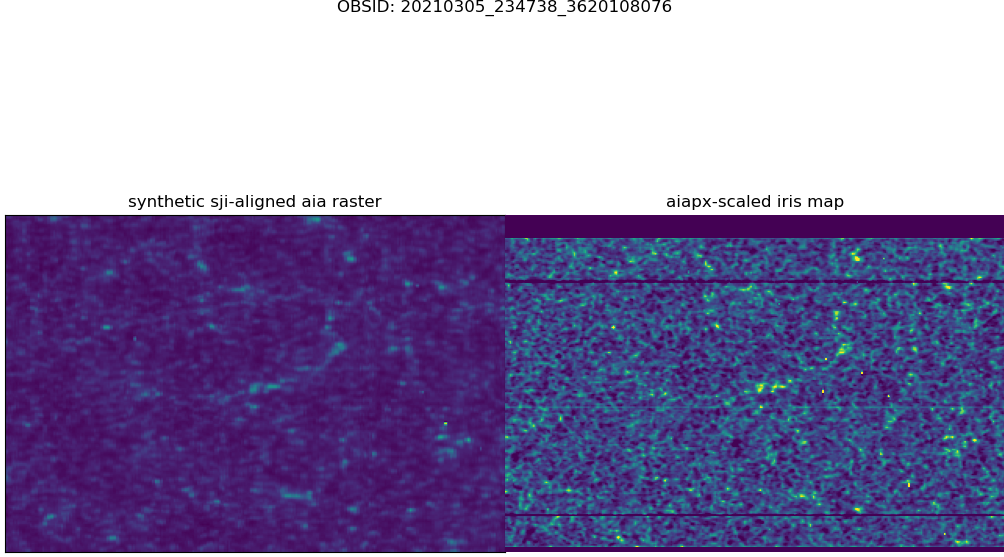 OBSID: 20210305_234738_3620108076
synthetic sji-aligned aia raster
aiapx-scaled iris map